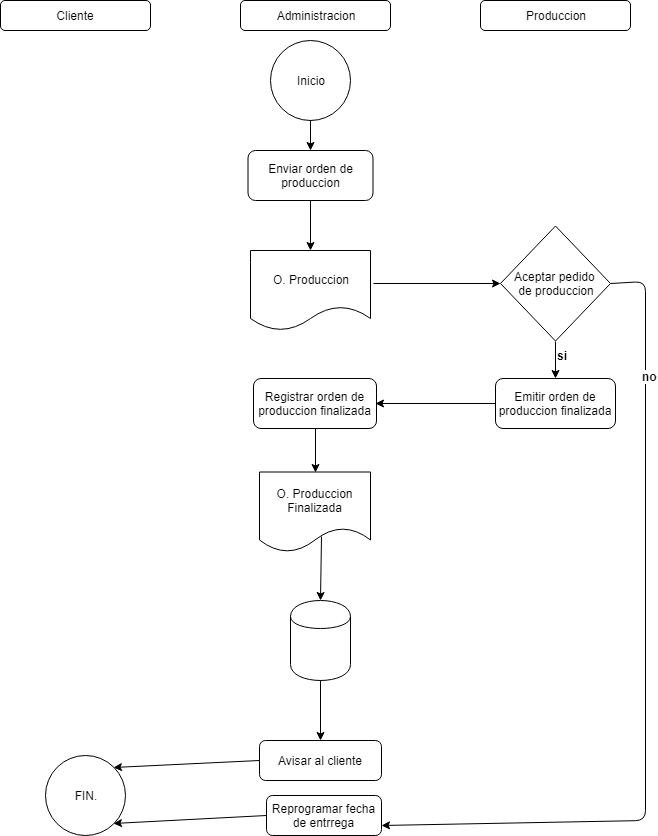 Cliente
Administracion
Produccion
Inicio
Enviar orden de
produccion
O. Produccion
Aceptar pedido
de produccion
si
no
Registrar orden de
produccion finalizada
Emitir orden de
produccion finalizada
O. Produccion
Finalizada
Avisar al cliente
FIN.
Reprogramar fecha
de entrrega